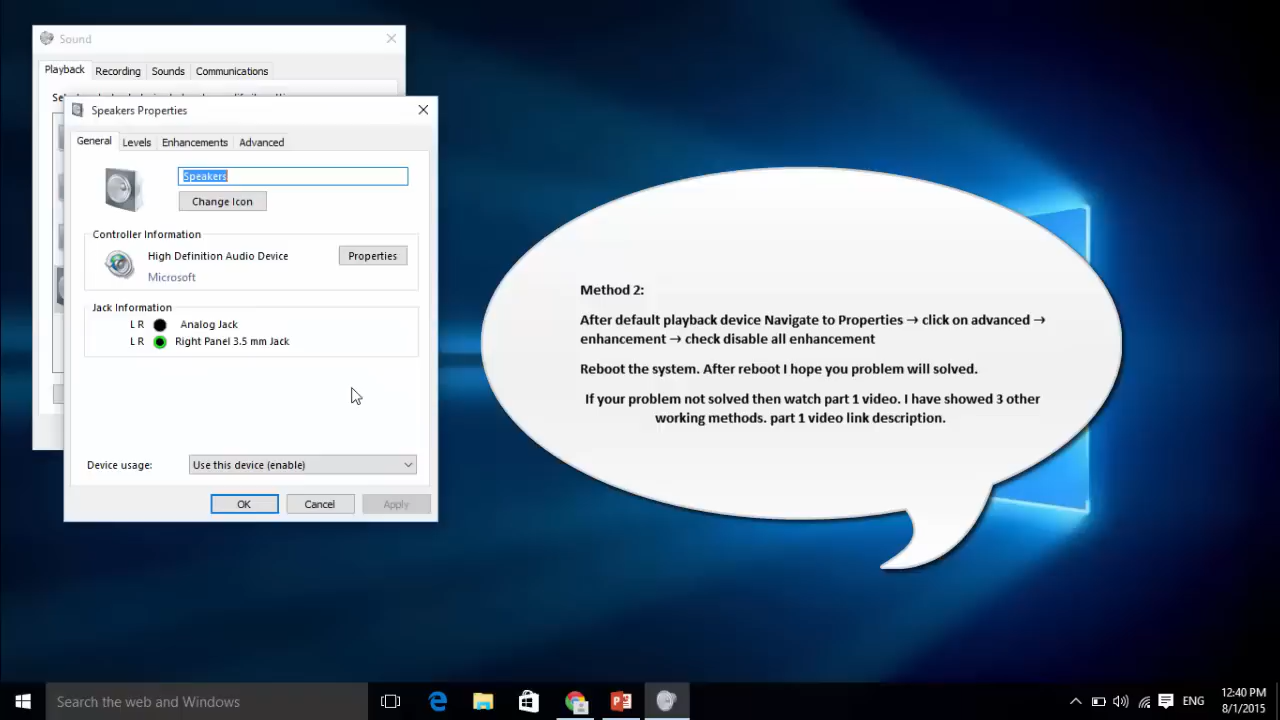 Sound
Playback Recording Sounds Communications
Speakers Properties
General Levels Enhancements Advanced
Speakers
Change Icon
Controller Information
High Definition Audio Device
Properties
Microsoft
Jack Information
L R Analog Jack
L R Right Panel 3.5 mm Jack
Device usage: Use this device (enable)
OK Cancel Apply
Method 2:
After default playback device Navigate to Properties → click on advanced →
enhancement → check disable all enhancement
Reboot the system. After reboot I hope you problem will solved.
If your problem not solved then watch part 1 video. I have showed 3 other
working methods. part 1 video link description.
Search the web and Windows
ENG
12:40 PM
8/1/2015